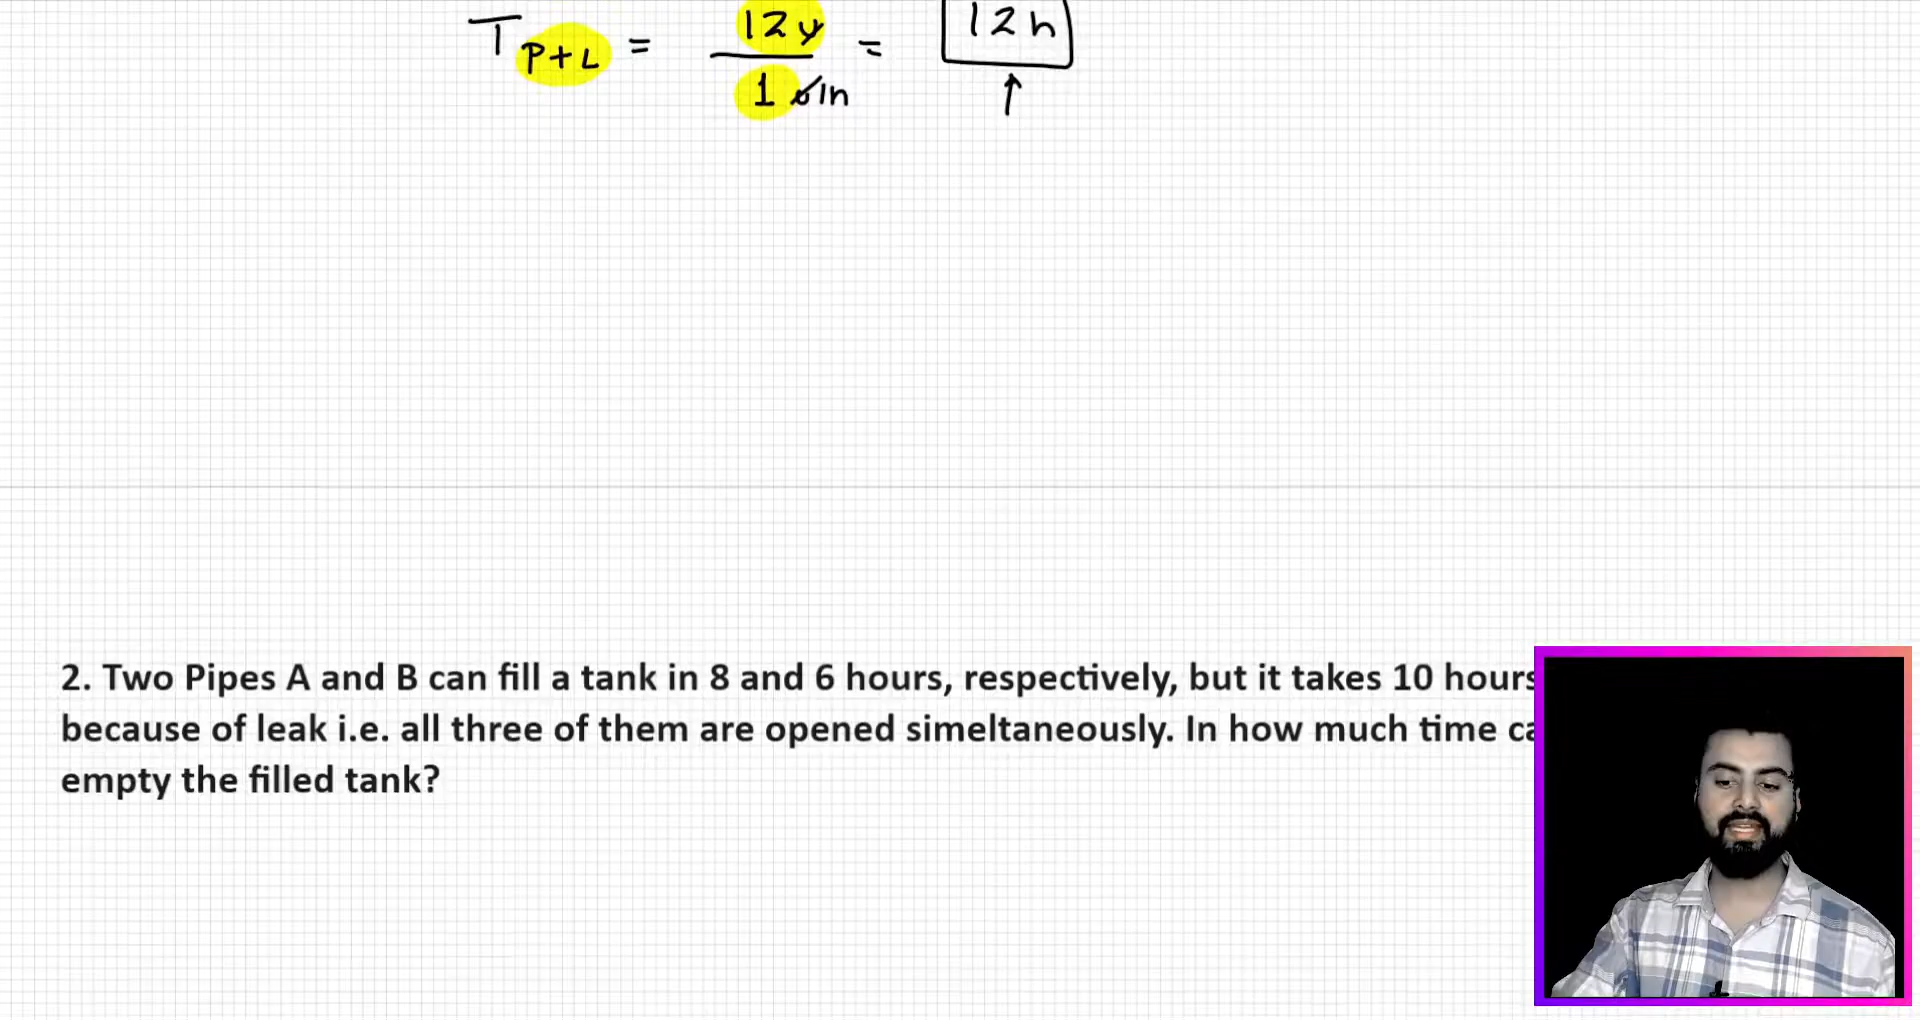 T P+L = 12y / 1 6/n = 12h
↑
2. Two Pipes A and B can fill a tank in 8 and 6 hours, respectively, but it takes 10 hours
because of leak i.e. all three of them are opened simeltaneously. In how much time
empty the filled tank?